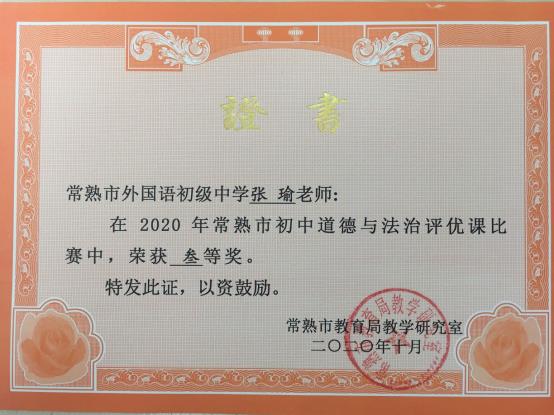 證書
常熟市外国语初级中学张 瑜老师：
在 2020 年常熟市初中道德与法治评优课比
赛中，荣获 叁等奖。
特发此证，以资鼓励。
常熟市教育局教学研究室
二〇二〇年十月